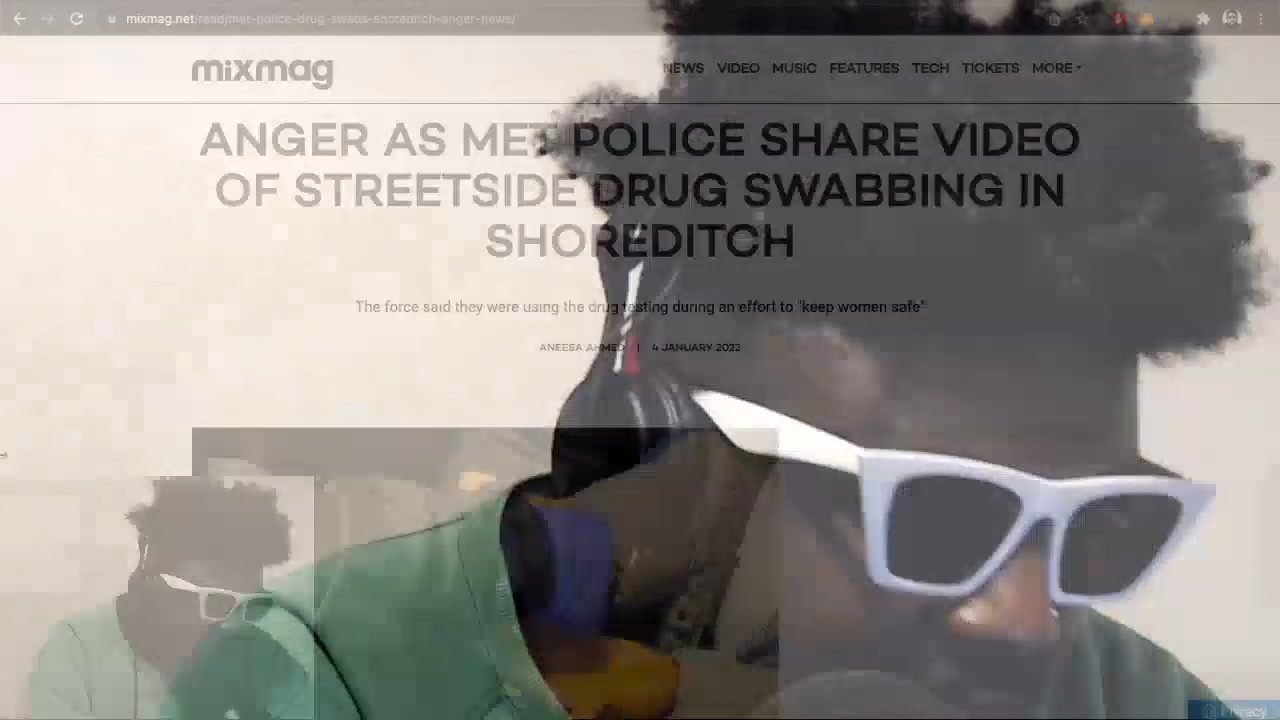 mixmag.net/read/met-police-drug-swabs-shoreditch-anger-news/
mixmag
NEWS VIDEO MUSIC FEATURES TECH TICKETS MORE
ANGER AS MET POLICE SHARE VIDEO
OF STREETSIDE DRUG SWABBING IN
SHOREDITCH
The force said they were using the drug testing during an effort to "keep women safe"
ANEESA AHMED | 4 JANUARY 2022
Privacy